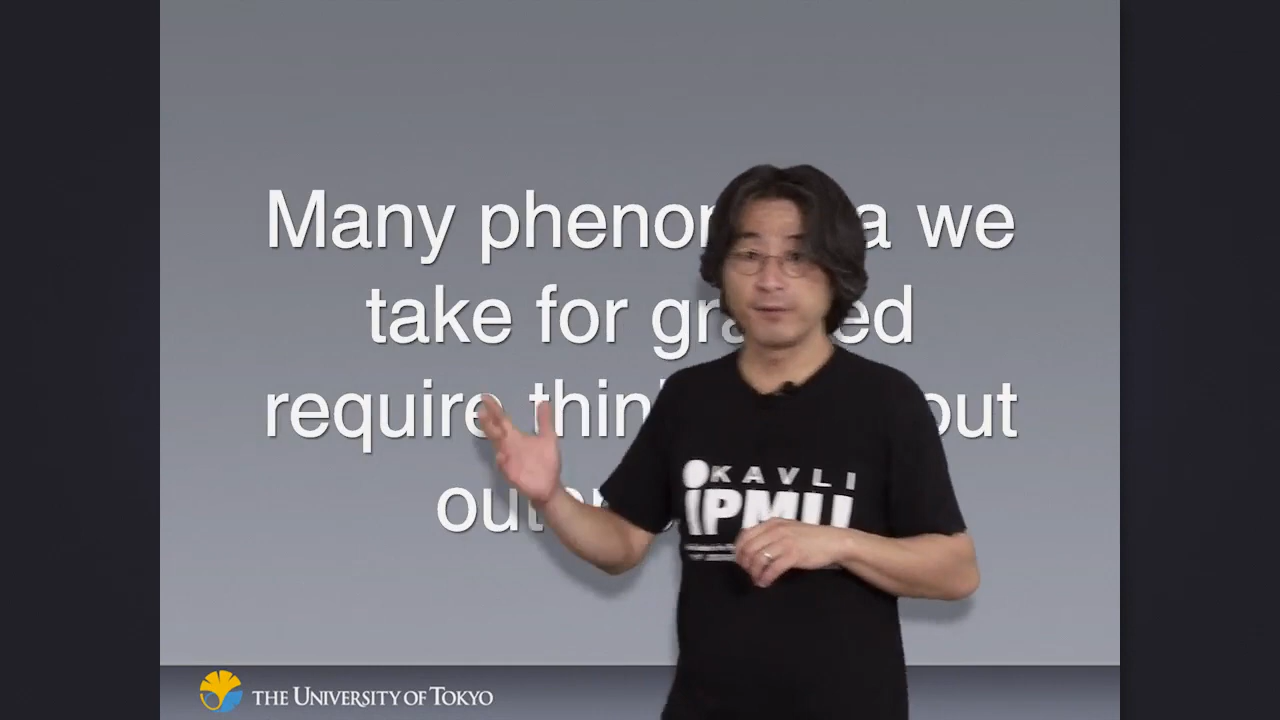 Many phenom a we
take for gra ed
require thin out
out
KAVLI
iPMU
THE UNIVERSITY OF TOKYO